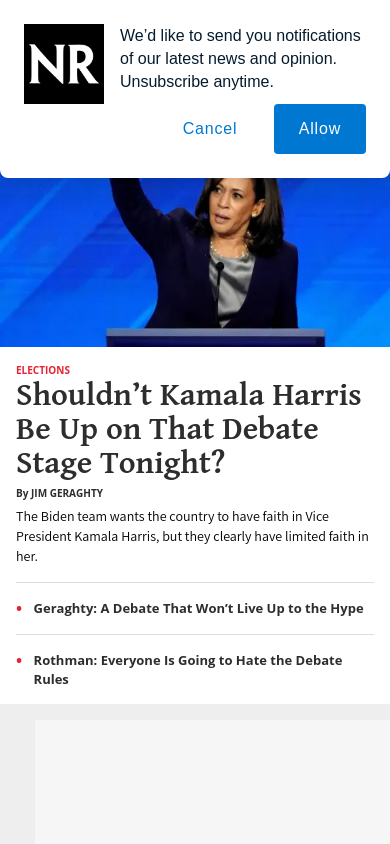 NR
We’d like to send you notifications
of our latest news and opinion.
Unsubscribe anytime.
Cancel
Allow
ELECTIONS
Shouldn’t Kamala Harris
Be Up on That Debate
Stage Tonight?
By JIM GERAGHTY
The Biden team wants the country to have faith in Vice
President Kamala Harris, but they clearly have limited faith in
her.
Geraghty: A Debate That Won’t Live Up to the Hype
Rothman: Everyone Is Going to Hate the Debate
Rules